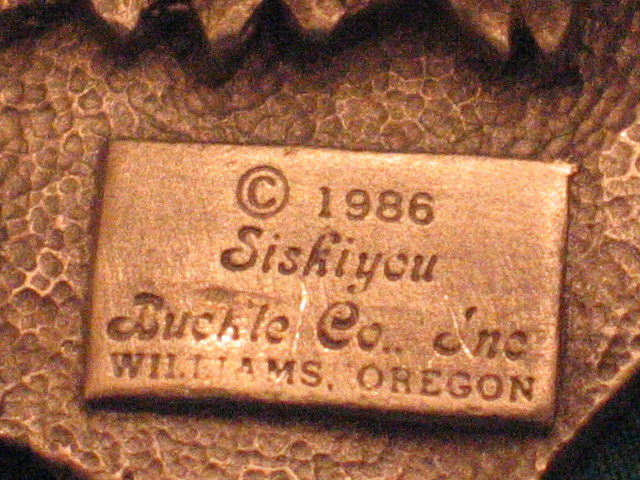 © 1986
Siskiyou
Buckle Co., Inc
WILLIAMS, OREGON